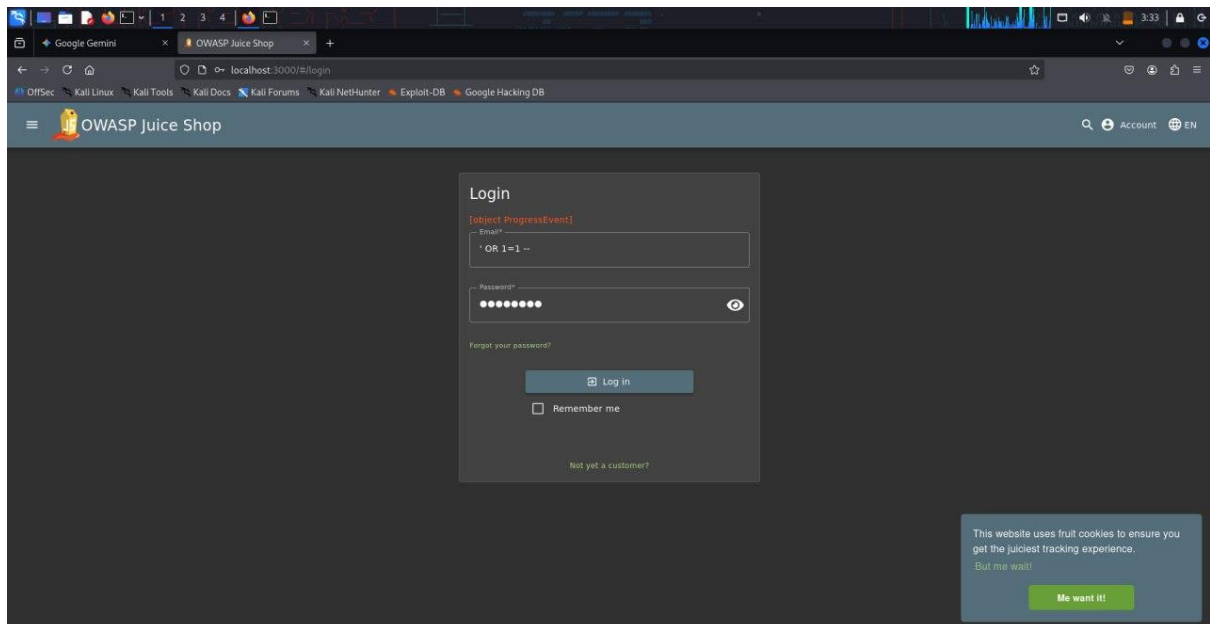 1 2 3 4
3:33
Google Gemini
OWASP Juice Shop
localhost:3000/#/login
OffSec Kali Linux Kali Tools Kali Docs Kali Forums Kali NetHunter Exploit-DB Google Hacking DB
OWASP Juice Shop
Account EN
Login
[object ProgressEvent]
Email*
' OR 1=1 --
Password*
Forgot your password?
Log in
Remember me
Not yet a customer?
This website uses fruit cookies to ensure you
get the juiciest tracking experience.
But me wait!
Me want it!